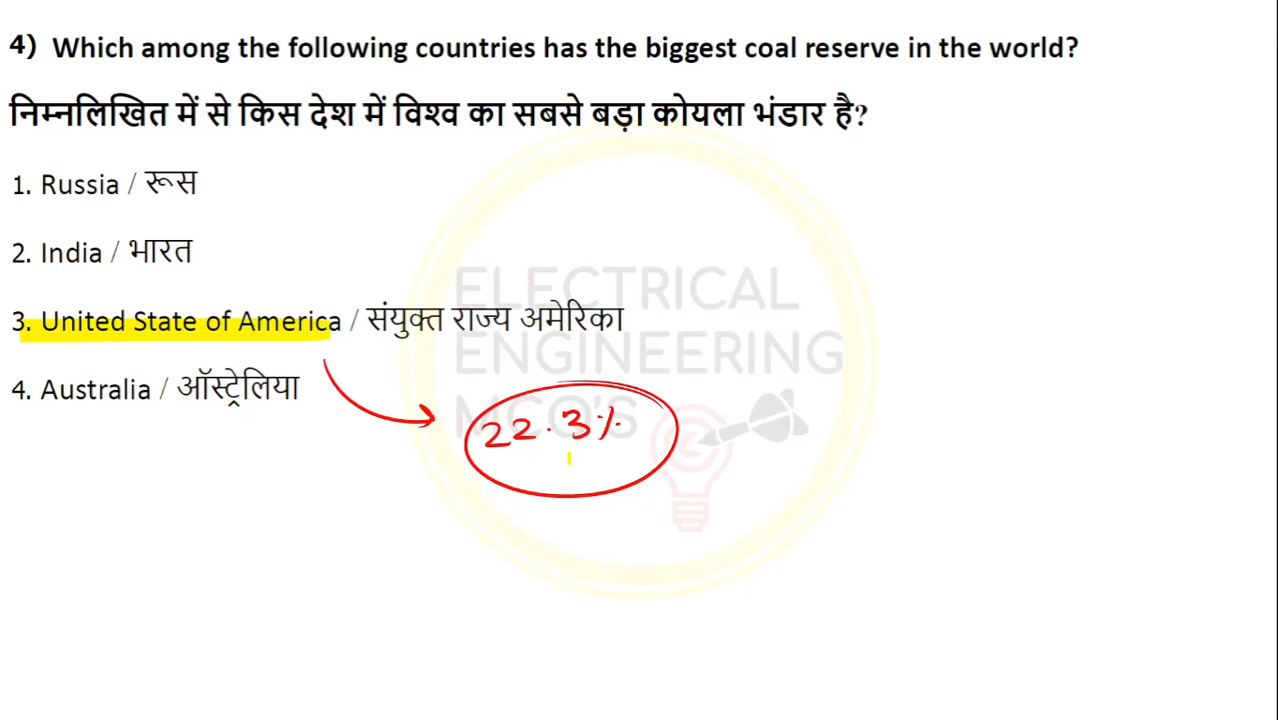 4) Which among the following countries has the biggest coal reserve in the world?
निम्नलिखित में से किस देश में विश्व का सबसे बड़ा कोयला भंडार है?
1. Russia / रूस
2. India / भारत
3. United State of America / संयुक्त राज्य अमेरिका
4. Australia / ऑस्ट्रेलिया
22.3%
ELECTRICAL
ENGINEERING
MCQ'S